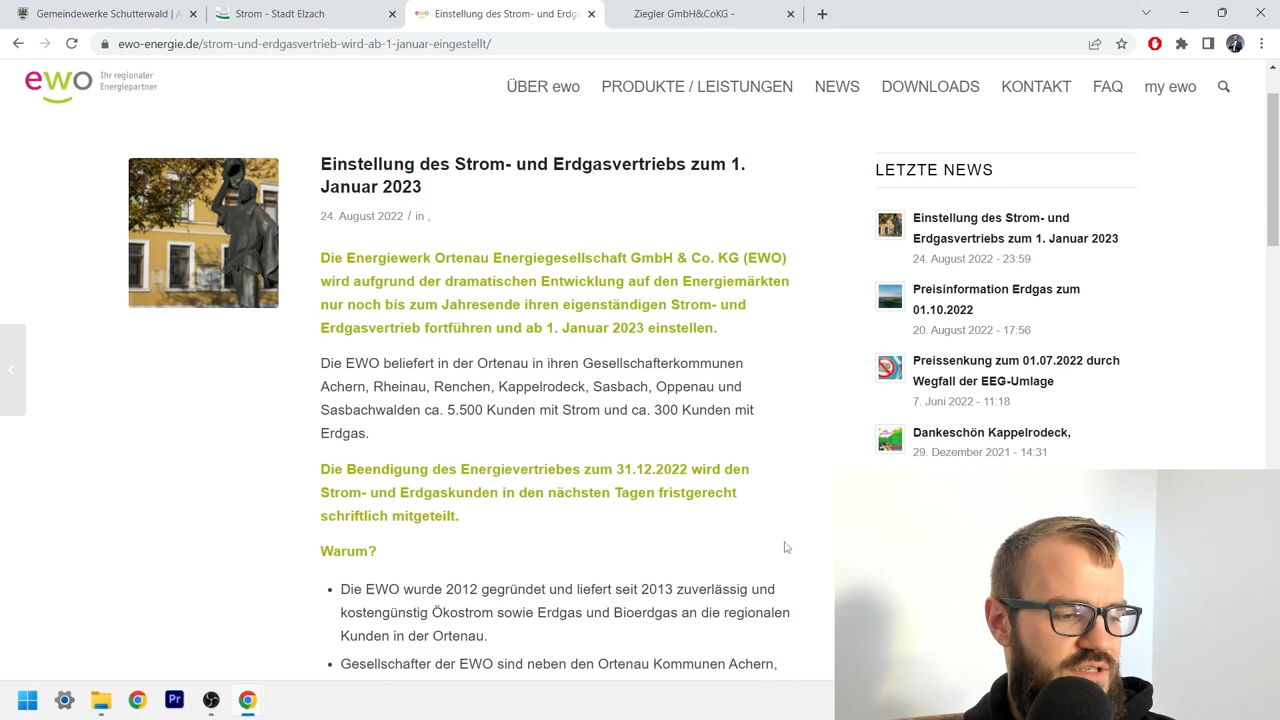 Gemeindewerke Schutterwald | A
Strom - Stadt Elzach
Einstellung des Strom- und Erdg
Ziegler GmbH&CoKG -
ewo-energie.de/strom-und-erdgasvertrieb-wird-ab-1-januar-eingestellt/
ewo Ihr regionaler
Energiepartner
ÜBER ewo PRODUKTE / LEISTUNGEN NEWS DOWNLOADS KONTAKT FAQ my ewo
Einstellung des Strom- und Erdgasvertriebs zum 1.
Januar 2023
24. August 2022 / in ,
Die Energiewerk Ortenau Energiegesellschaft GmbH & Co. KG (EWO)
wird aufgrund der dramatischen Entwicklung auf den Energiemärkten
nur noch bis zum Jahresende ihren eigenständigen Strom- und
Erdgasvertrieb fortführen und ab 1. Januar 2023 einstellen.
Die EWO beliefert in der Ortenau in ihren Gesellschafterkommunen
Achern, Rheinau, Renchen, Kappelrodeck, Sasbach, Oppenau und
Sasbachwalden ca. 5.500 Kunden mit Strom und ca. 300 Kunden mit
Erdgas.
Die Beendigung des Energievertriebes zum 31.12.2022 wird den
Strom- und Erdgaskunden in den nächsten Tagen fristgerecht
schriftlich mitgeteilt.
Warum?
• Die EWO wurde 2012 gegründet und liefert seit 2013 zuverlässig und
kostengünstig Ökostrom sowie Erdgas und Bioerdgas an die regionalen
Kunden in der Ortenau.
• Gesellschafter der EWO sind neben den Ortenau Kommunen Achern,
LETZTE NEWS
Einstellung des Strom- und
Erdgasvertriebs zum 1. Januar 2023
24. August 2022 - 23:59
Preisinformation Erdgas zum
01.10.2022
20. August 2022 - 17:56
Preissenkung zum 01.07.2022 durch
Wegfall der EEG-Umlage
7. Juni 2022 - 11:18
Dankeschön Kappelrodeck,
29. Dezember 2021 - 14:31
Pr